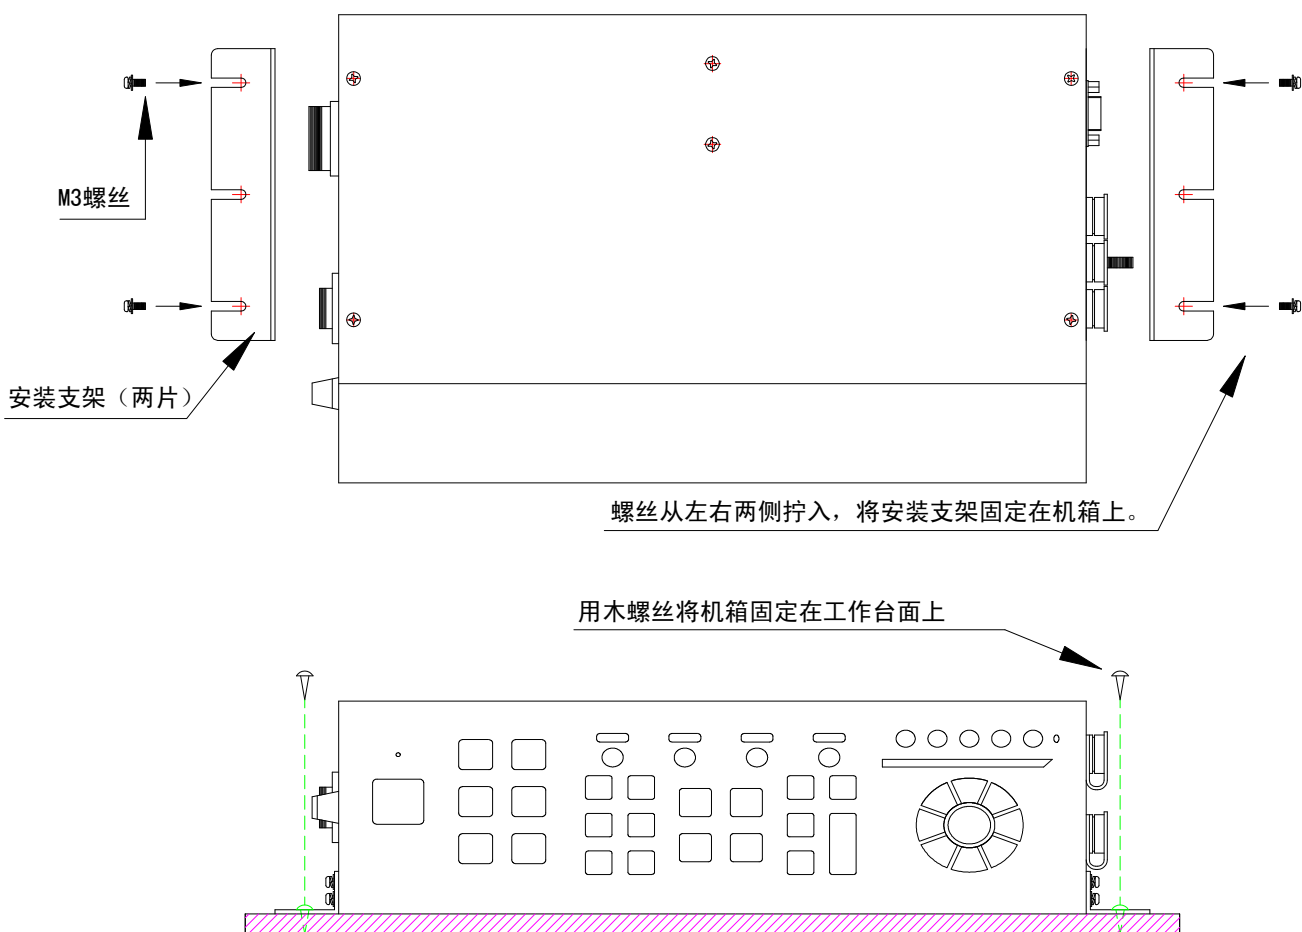 M3螺丝
安装支架（两片）
螺丝从左右两侧拧入，将安装支架固定在机箱上。
用木螺丝将机箱固定在工作台面上